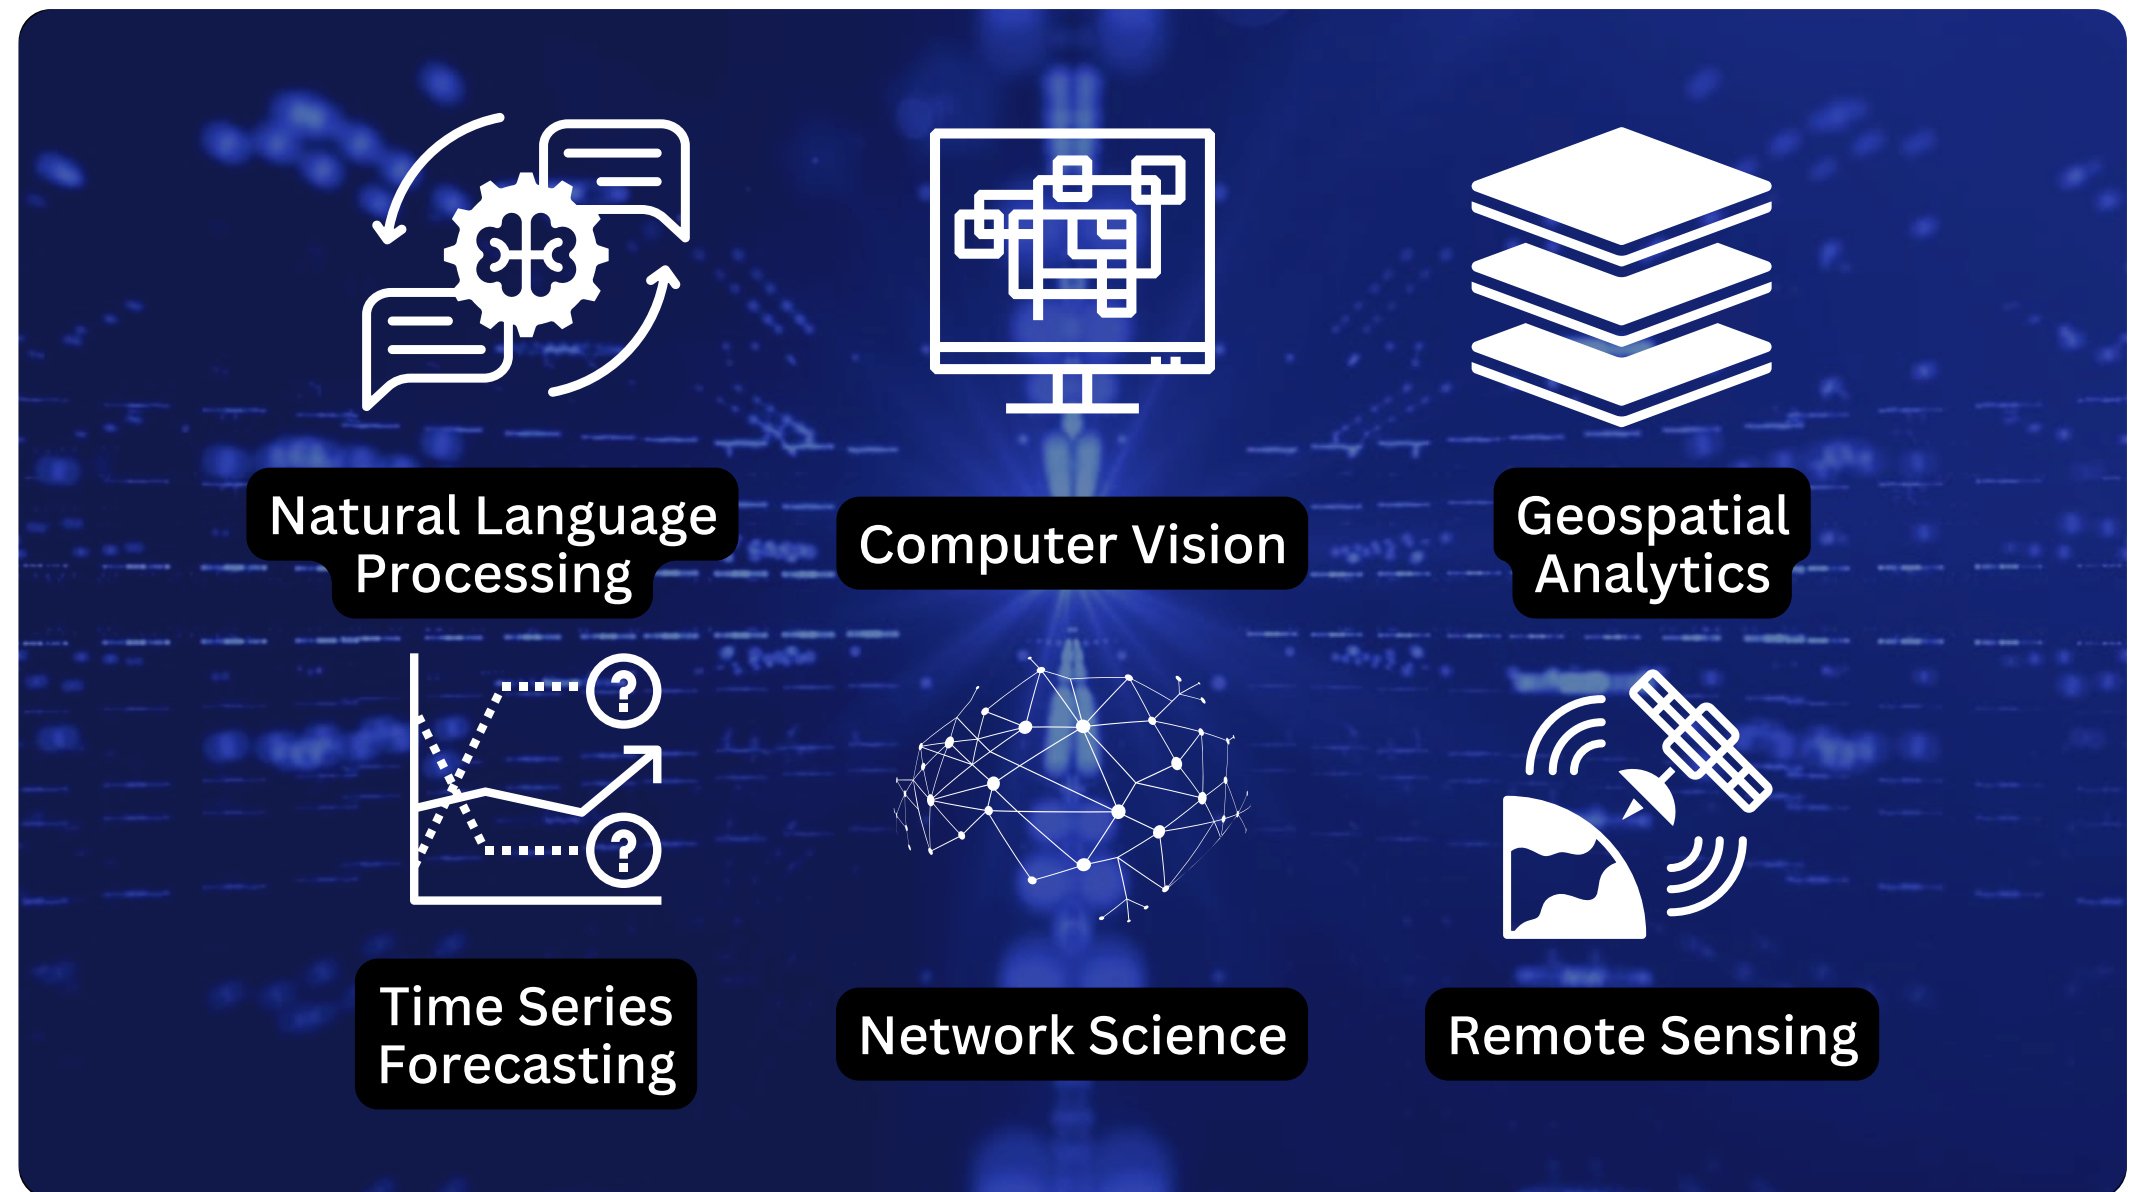 Natural Language
Processing
Computer Vision
Geospatial
Analytics
?
?
Time Series
Forecasting
Network Science
Remote Sensing